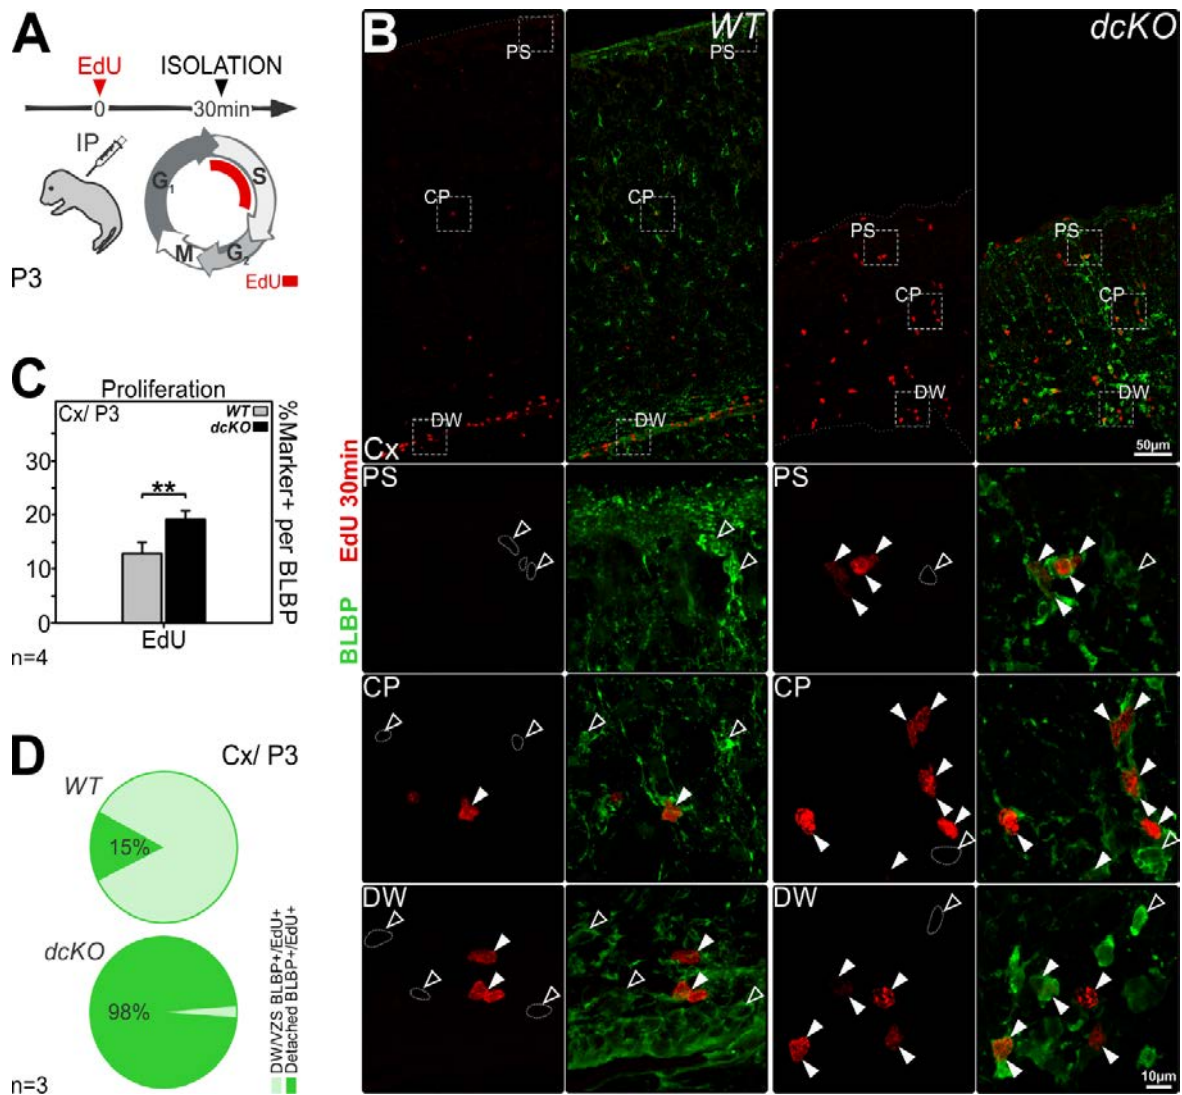 A
EdU
ISOLATION
0
30min
IP
G1
S
M
G2
EdU
P3
B
WT
dcKO
PS
PS
CP
CP
DW
DW
Cx
PS
PS
CP
CP
DW
DW
50µm
BLBP EdU 30min
PS
PS
CP
CP
DW
DW
10µm
C
Proliferation
Cx/ P3
WT
dcKO
30
20
10
0
**
EdU
%Marker+ per BLBP
n=4
D
Cx/ P3
WT
15%
dcKO
98%
DW/VZS BLBP+/EdU+
Detached BLBP+/EdU+
n=3